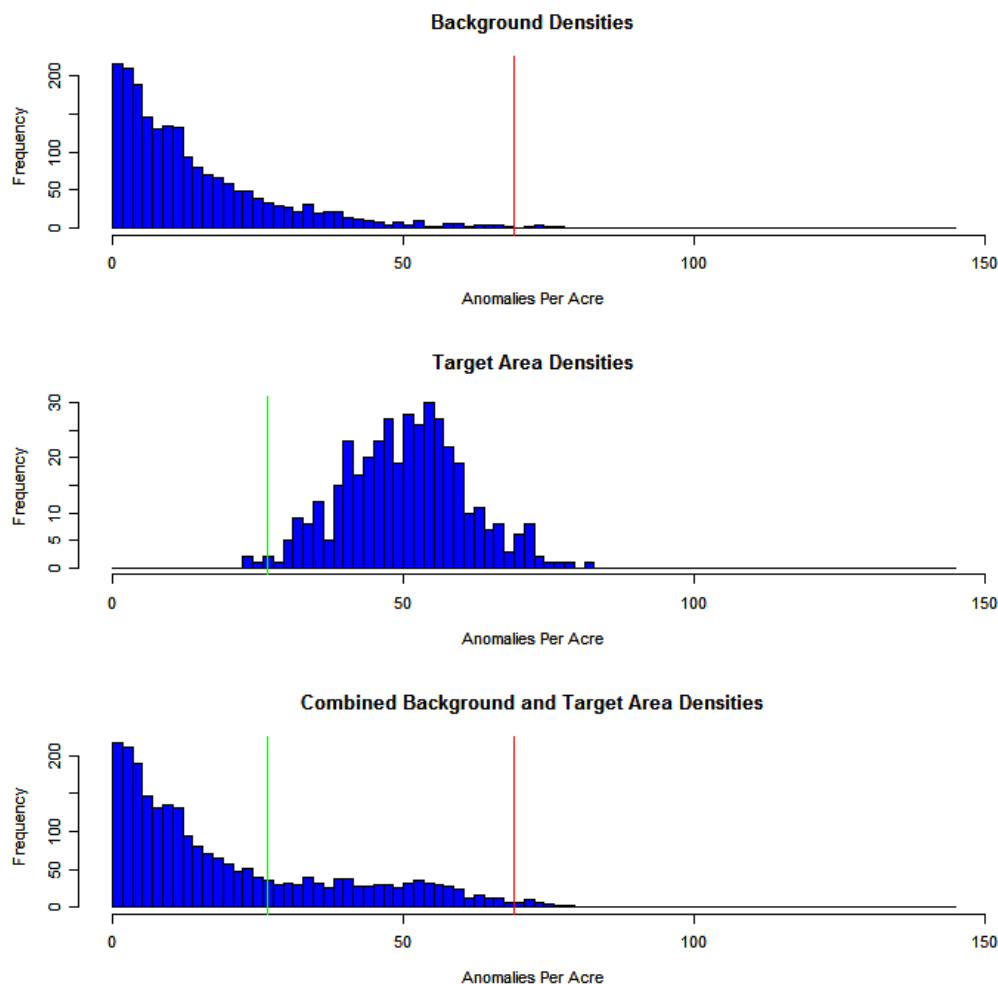 Background Densities
200
100
50
0
Frequency
0 50 100 150
Anomalies Per Acre
Target Area Densities
30
20
10
5
0
Frequency
0 50 100 150
Anomalies Per Acre
Combined Background and Target Area Densities
200
100
50
0
Frequency
0 50 100 150
Anomalies Per Acre